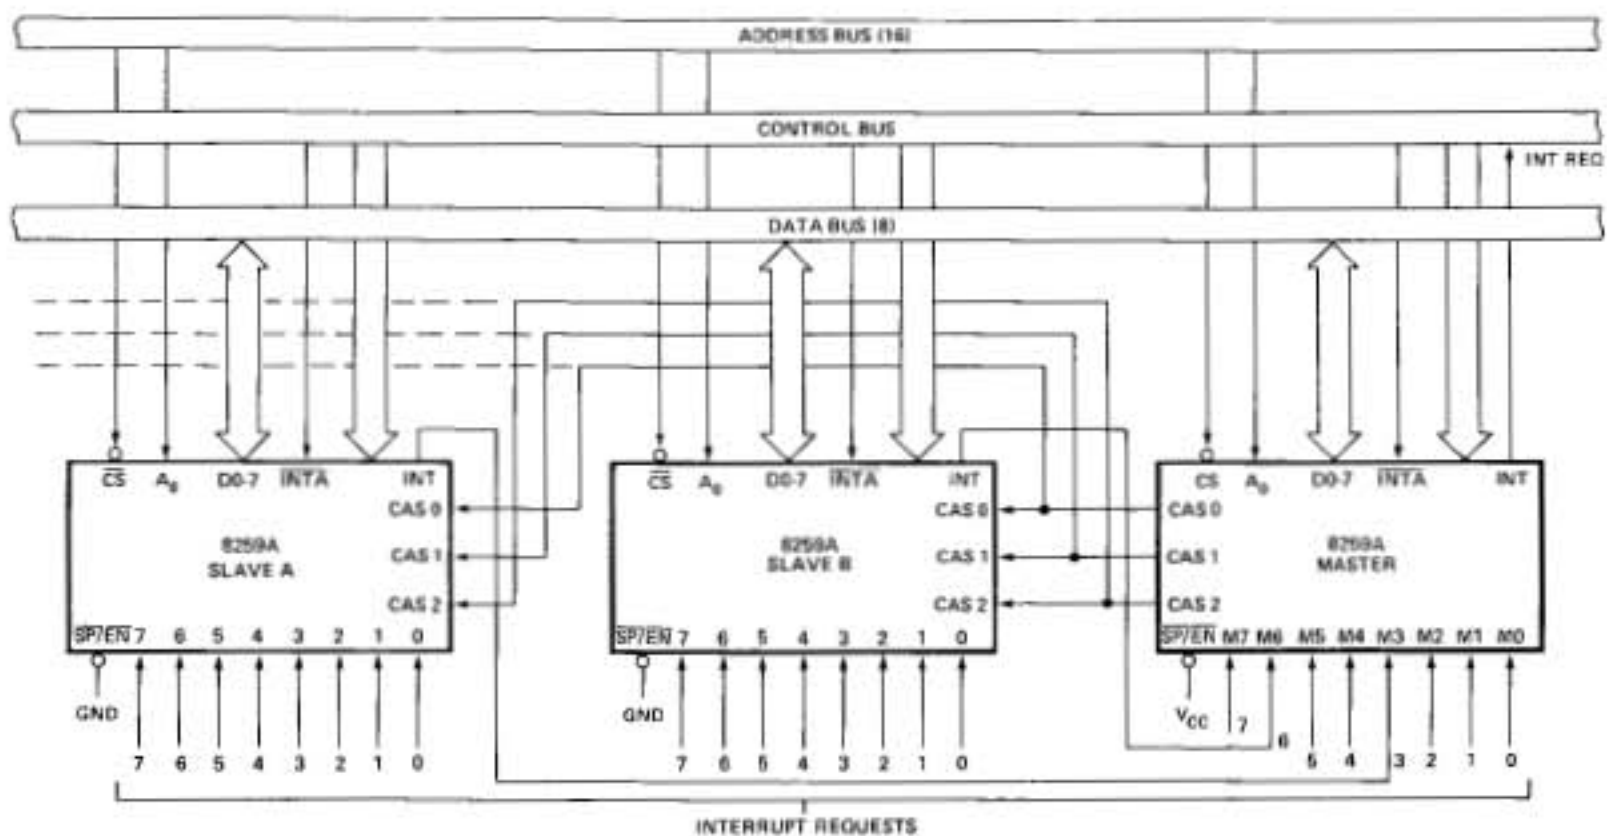 ADDRESS BUS (16)
CONTROL BUS
INT REQ
DATA BUS (8)
CS A0 D0-7 INTA INT
CAS 0
CAS 1
CAS 2
8259A
SLAVE A
SP/EN 7 6 5 4 3 2 1 0
GND
7 6 5 4 3 2 1 0
CS A0 D0-7 INTA INT
CAS 0
CAS 1
CAS 2
8259A
SLAVE B
SP/EN 7 6 5 4 3 2 1 0
GND
7 6 5 4 3 2 1 0
CS A0 D0-7 INTA INT
CAS 0
CAS 1
CAS 2
8259A
MASTER
SP/EN M7 M6 M5 M4 M3 M2 M1 M0
VCC
7 6 5 4 3 2 1 0
INTERRUPT REQUESTS